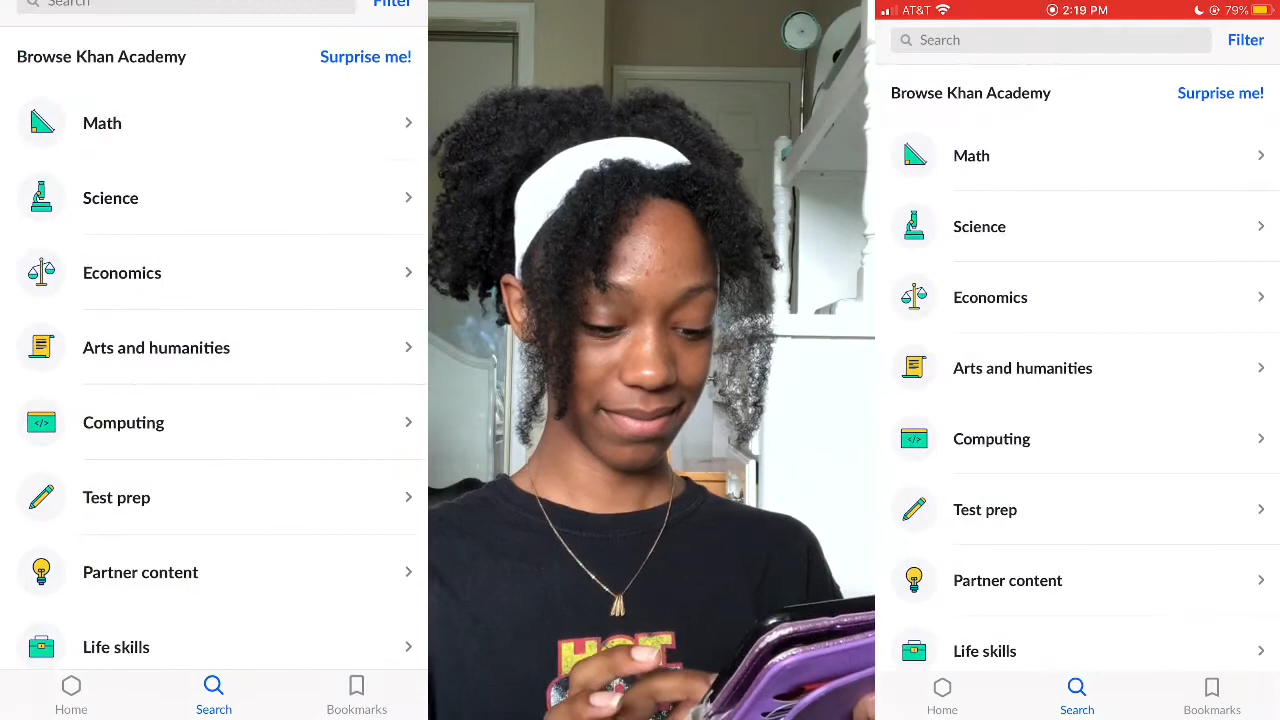 Search
Filter
Browse Khan Academy
Surprise me!
Math
Science
Economics
Arts and humanities
Computing
Test prep
Partner content
Life skills
Home
Search
Bookmarks
HOT
AT&T
2:19 PM
79%
Search
Filter
Browse Khan Academy
Surprise me!
Math
Science
Economics
Arts and humanities
Computing
Test prep
Partner content
Life skills
Home
Search
Bookmarks